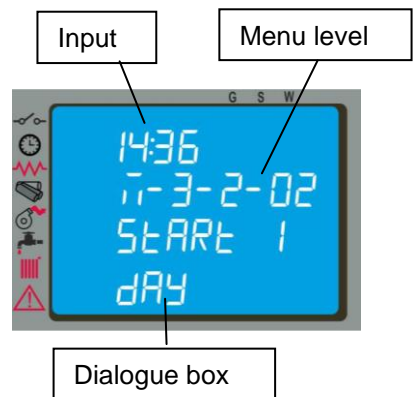 Input
Menu level
G S W
14:36
n-3-2-02
StARt 1
dAY
Dialogue box